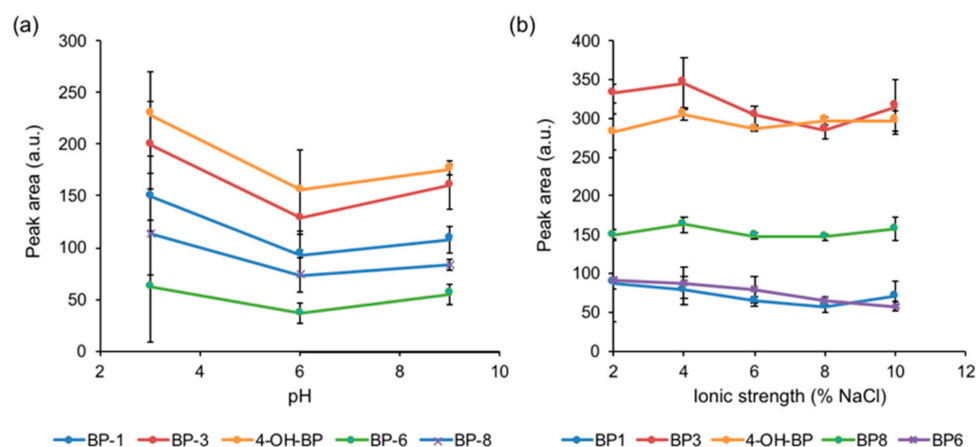 (a)
300
250
200
150
100
50
0
Peak area (a.u.)
2 4 6 8 10
pH
BP-1 BP-3 4-OH-BP BP-6 BP-8
(b)
400
350
300
250
200
150
100
50
0
Peak area (a.u.)
2 4 6 8 10 12
Ionic strength (% NaCl)
BP1 BP3 4-OH-BP BP8 BP6